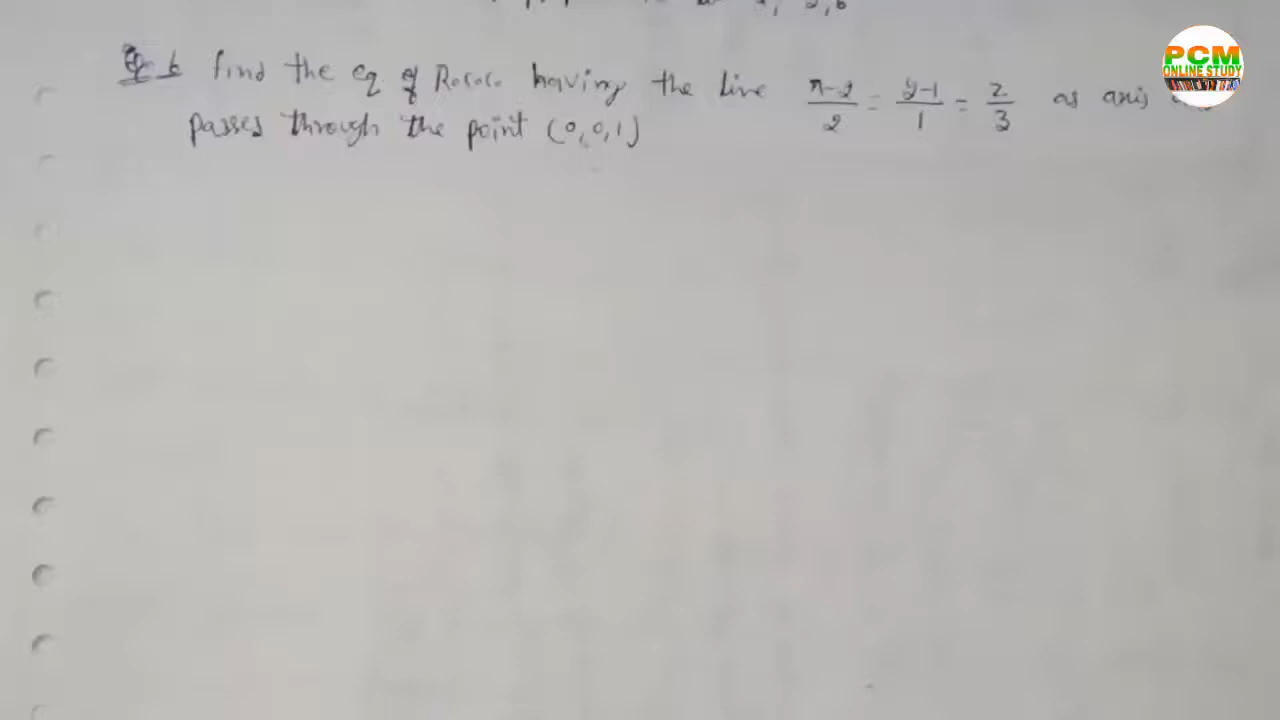 Q-6 find the eq of R.c.c.c. having the line x-2/2 = y-1/1 = z/3 as axis
passes through the point (0,0,1)
PCM
ONLINE STUDY